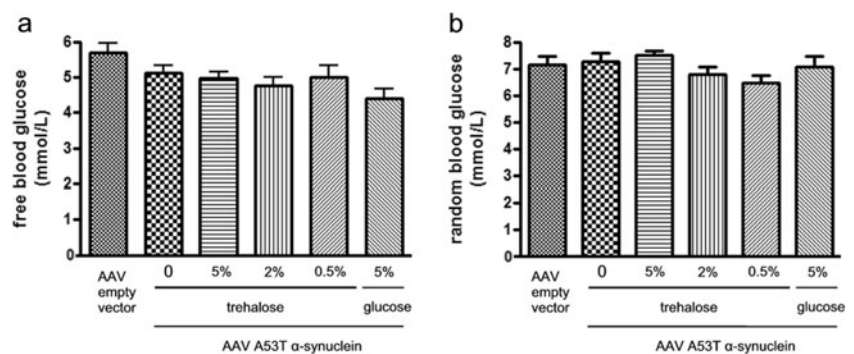 a
free blood glucose
(mmol/L)
6
5
4
3
2
1
0
AAV
empty
vector
0
5%
2%
0.5%
5%
trehalose
glucose
AAV A53T α-synuclein
b
random blood glucose
(mmol/L)
8
7
6
5
4
3
2
1
0
AAV
empty
vector
0
5%
2%
0.5%
5%
trehalose
glucose
AAV A53T α-synuclein